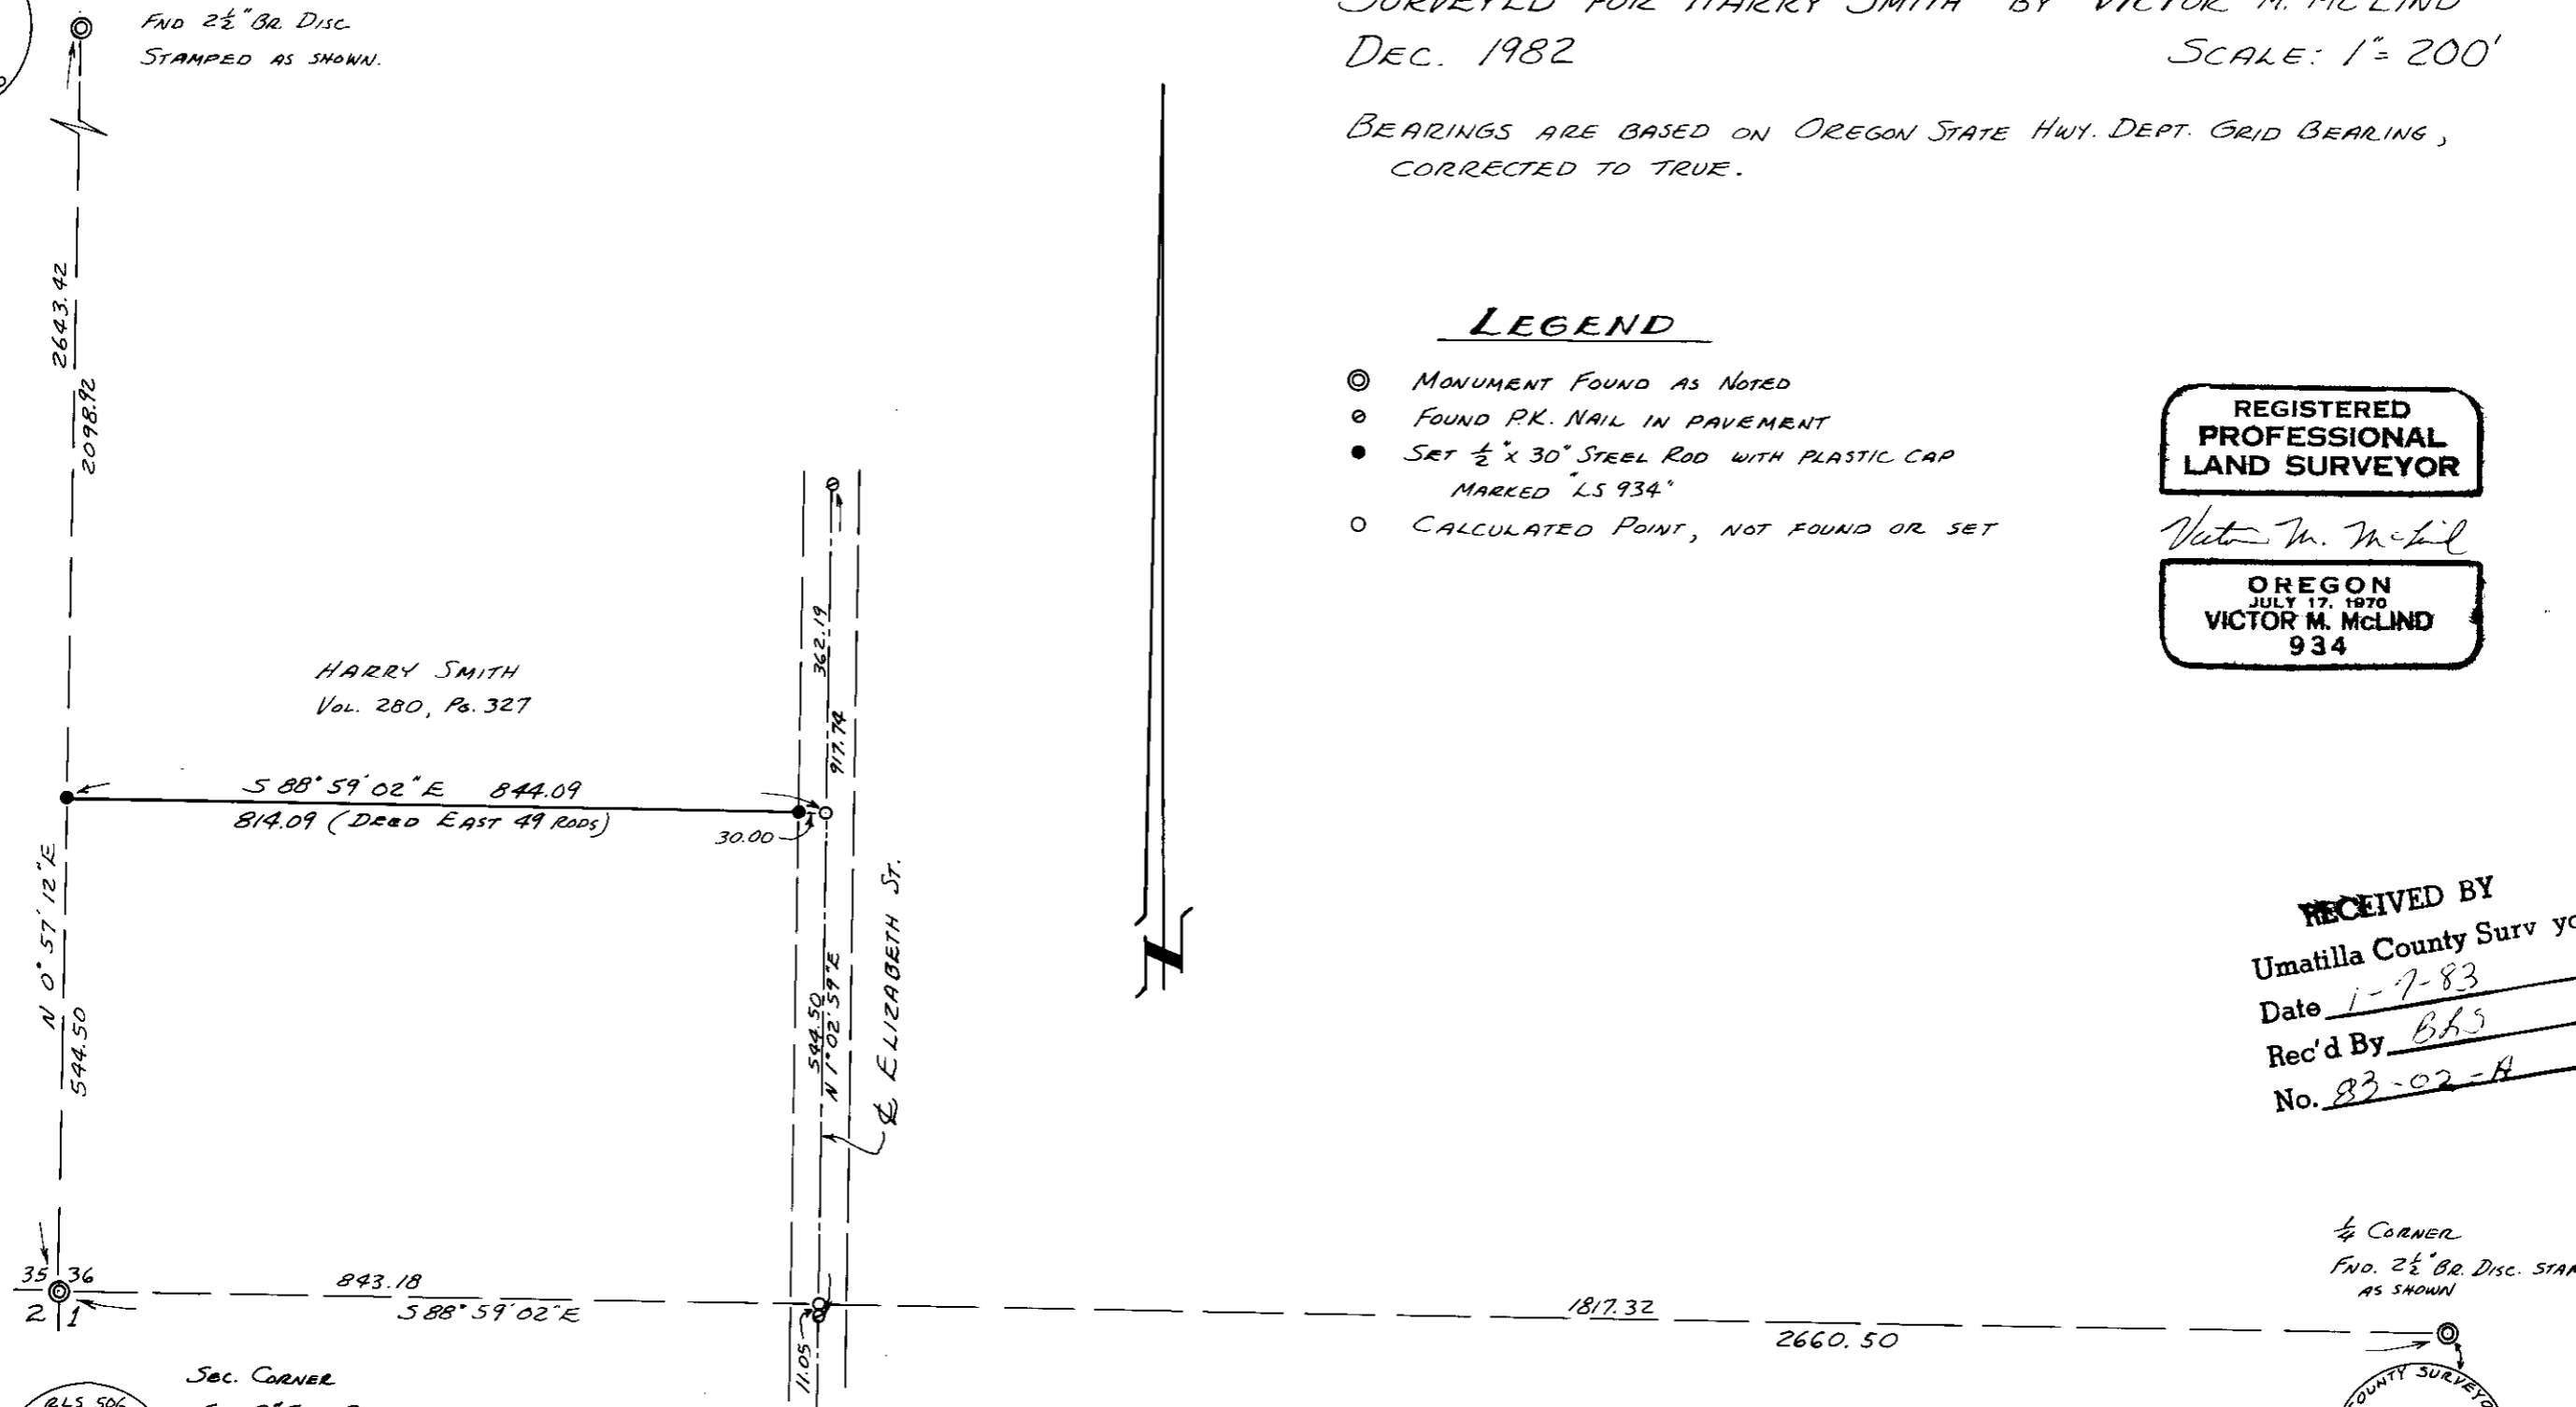 FND 2½" BR DISC
STAMPED AS SHOWN.
SURVEYED FOR HARRY SMITH BY VICTOR M. MCLIND
DEC. 1982 SCALE: 1"= 200'
BEARINGS ARE BASED ON OREGON STATE HWY. DEPT. GRID BEARING,
CORRECTED TO TRUE.
LEGEND
MONUMENT FOUND AS NOTED
FOUND P.K. NAIL IN PAVEMENT
SET ½" X 30" STEEL ROD WITH PLASTIC CAP
MARKED "LS 934"
CALCULATED POINT, NOT FOUND OR SET
REGISTERED
PROFESSIONAL
LAND SURVEYOR
Victor M. McLind
OREGON
JULY 17, 1970
VICTOR M. McLIND
934
2643.42
2098.92
362.19
917.74
HARRY SMITH
VOL. 280, PG. 327
S 88° 59' 02" E 844.09
814.09 (DEED EAST 49 RODS)
30.00
N 0° 57' 12" E
544.50
544.50
N 1° 02' 59" E
℄ ELIZABETH ST.
RECEIVED BY
Umatilla County Surv yo
Date 1-7-83
Rec'd By BLS
No. 83-02-A
¼ CORNER
FND. 2½" BR. DISC. STAM
AS SHOWN
35 36
2 1
843.18
S 88° 59' 02" E
11.05
1817.32
2660.50
SEC. CORNER
RLS 506
COUNTY SURVEYO